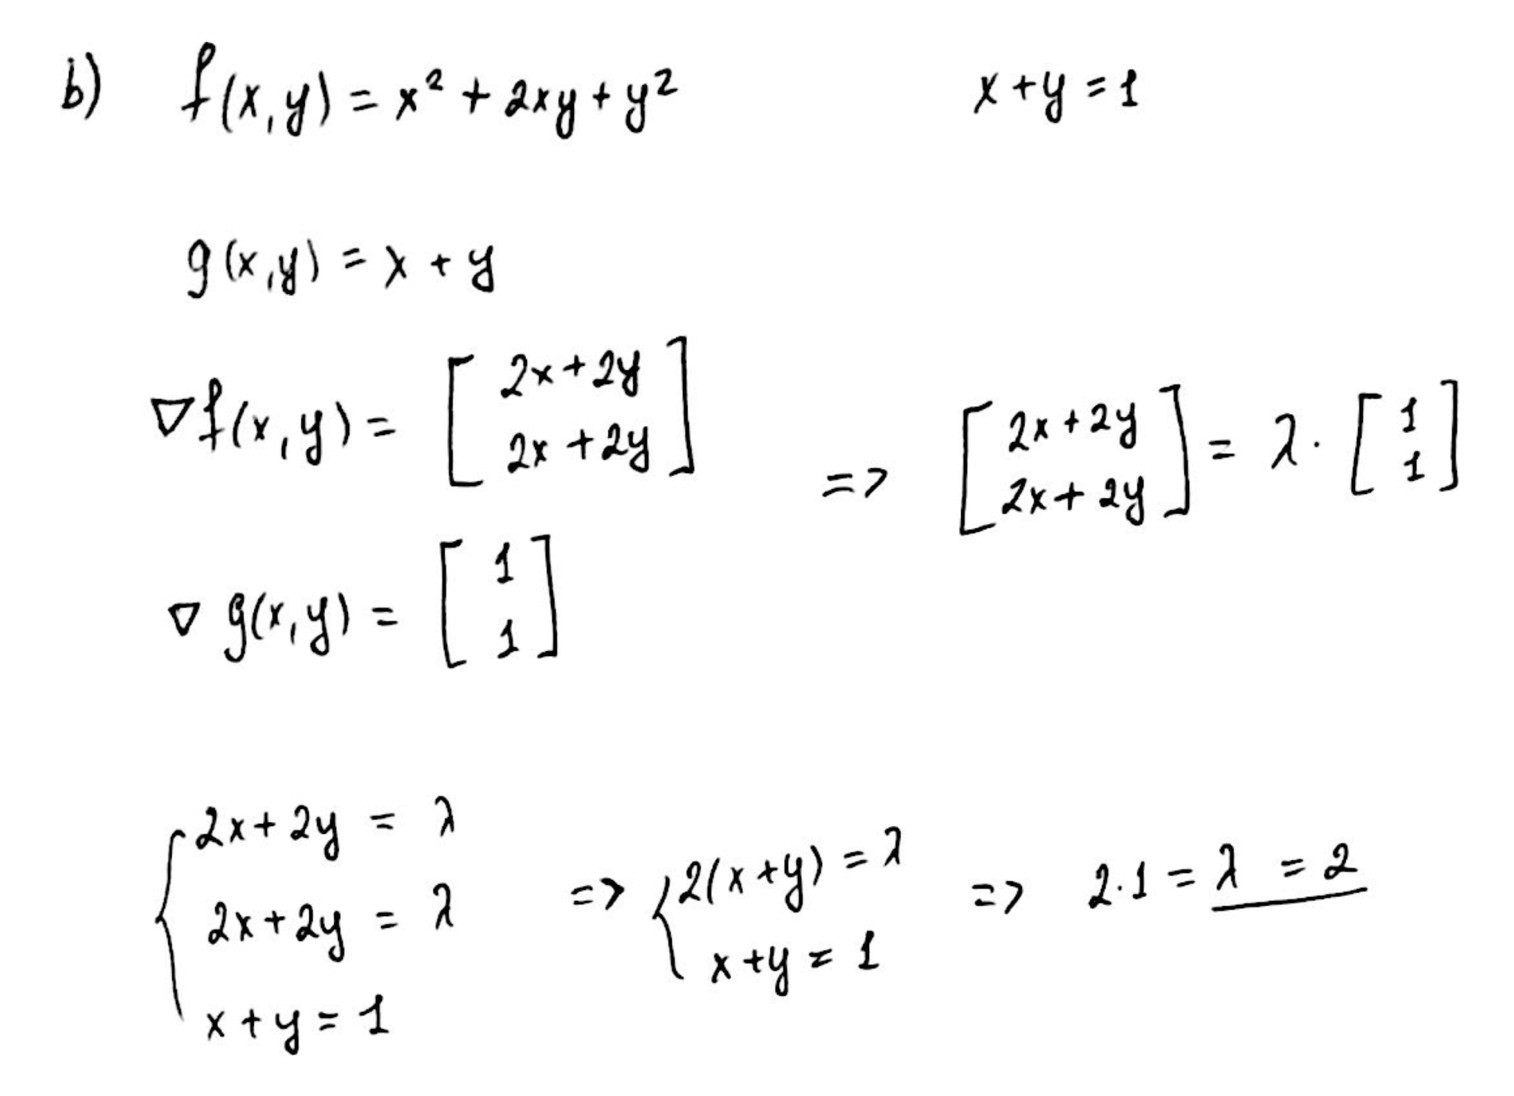 b) f(x,y) = x² + 2xy + y² x + y = 1
g(x,y) = x + y
∇f(x,y) = [ 2x + 2y
2x + 2y ]
=> [ 2x + 2y
2x + 2y ] = λ · [ 1
1 ]
∇ g(x,y) = [ 1
1 ]
{ 2x + 2y = λ
2x + 2y = λ
x + y = 1
=> { 2(x + y) = λ
x + y = 1
=> 2·1 = λ = 2